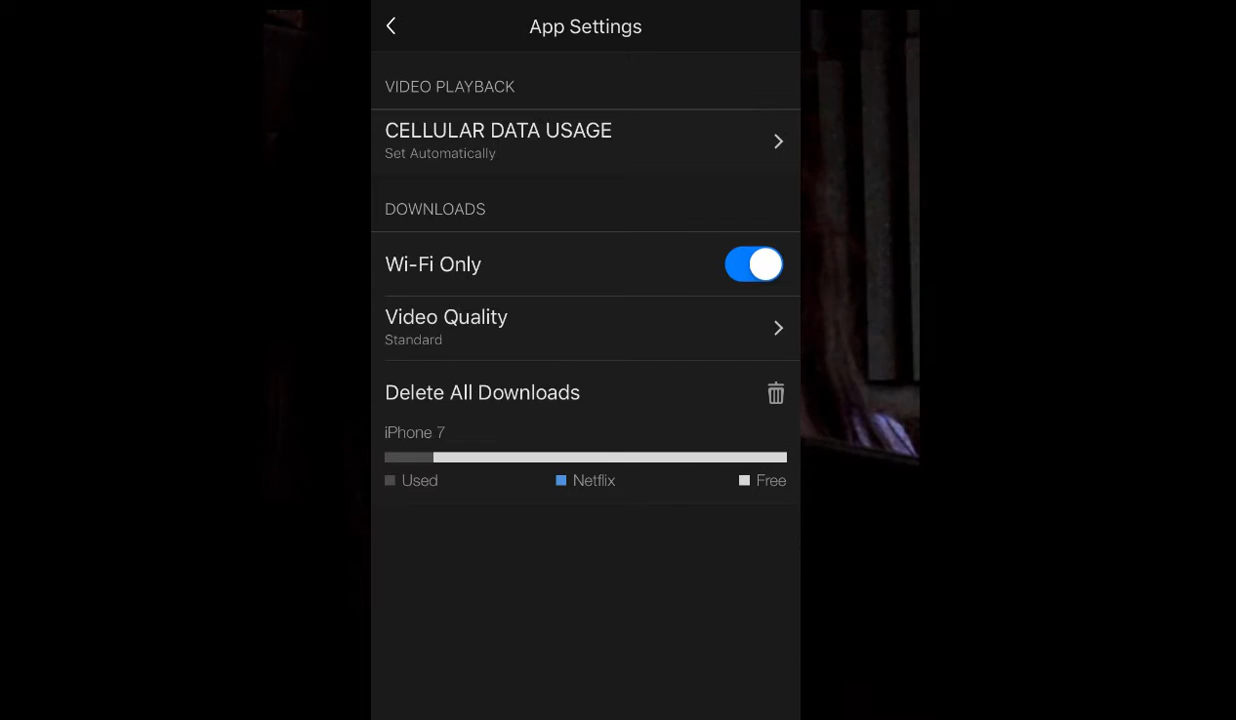 App Settings
VIDEO PLAYBACK
CELLULAR DATA USAGE
Set Automatically
DOWNLOADS
Wi-Fi Only
Video Quality
Standard
Delete All Downloads
iPhone 7
Used Netflix Free